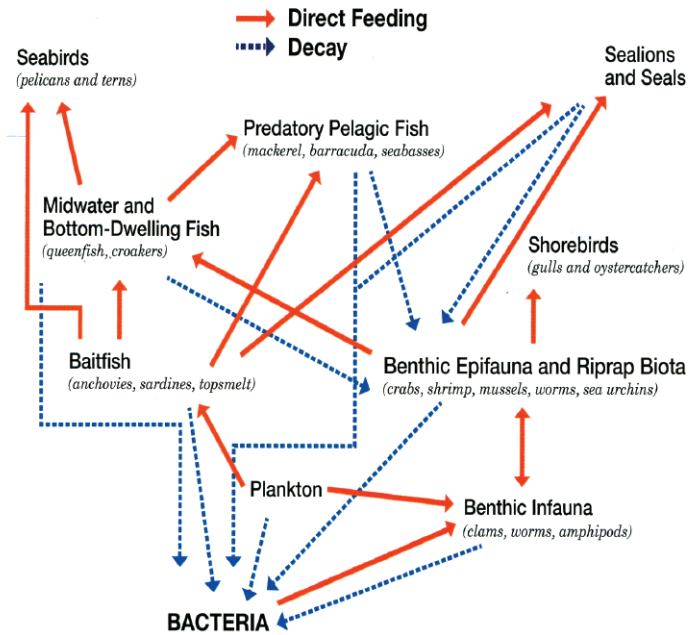 Direct Feeding
Decay
Seabirds
(pelicans and terns)
Sealions
and Seals
Predatory Pelagic Fish
(mackerel, barracuda, seabasses)
Midwater and
Bottom-Dwelling Fish
(queenfish, croakers)
Shorebirds
(gulls and oystercatchers)
Baitfish
(anchovies, sardines, topsmelt)
Benthic Epifauna and Riprap Biota
(crabs, shrimp, mussels, worms, sea urchins)
Plankton
Benthic Infauna
(clams, worms, amphipods)
BACTERIA